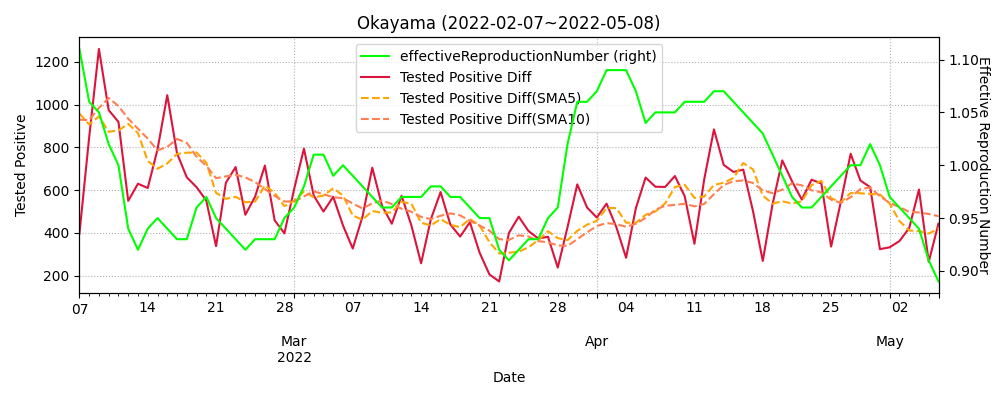 Okayama (2022-02-07~2022-05-08)
effectiveReproductionNumber (right)
Tested Positive Diff
Tested Positive Diff(SMA5)
Tested Positive Diff(SMA10)
Tested Positive
1200
1000
800
600
400
200
1.10
1.05
1.00
0.95
0.90
Effective Reproduction Number
07 14 21 28 07 14 21 28 04 11 18 25 02
Mar Apr May
2022
Date